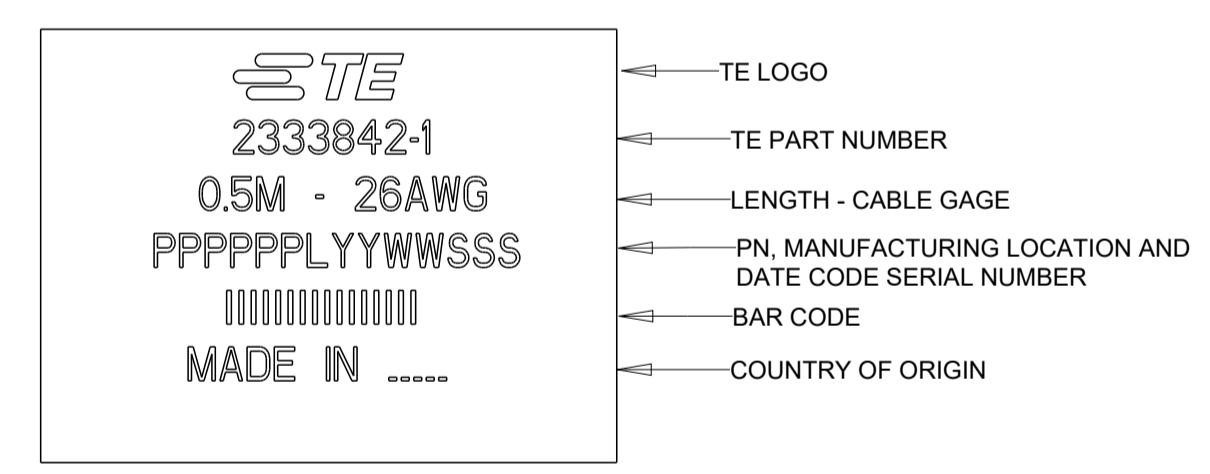 TE
TE LOGO
2333842-1
TE PART NUMBER
0.5M - 26AWG
LENGTH - CABLE GAGE
PPPPPPLYYWWSSS
PN, MANUFACTURING LOCATION AND
DATE CODE SERIAL NUMBER
BAR CODE
MADE IN _____
COUNTRY OF ORIGIN